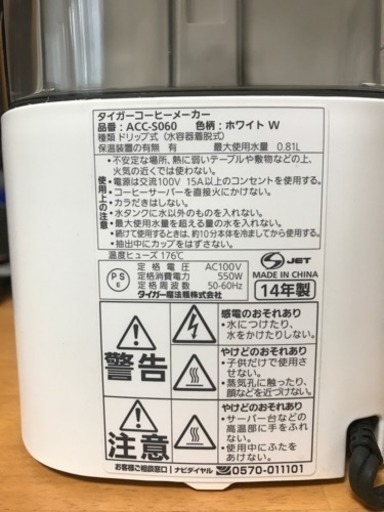 タイガーコーヒーメーカー
品番：ACC-S060 色柄：ホワイト W
種類 ドリップ式（水容器着脱式）
保温装置の有無 有 最大使用水量 0.81L
使用上の注意
・不安定な場所、熱に弱いテーブルや敷物などの上、
火気の近くでは使わない。
・電源は交流100V 15A以上のコンセントを使用する。
・コーヒーサーバーを直接火にかけない。
・カラだきはしない。
・水タンクに水以外のものを入れない。
・最大使用水量を超える量の水を入れない。
・続けて使用するときは、約10分本体を冷ましてから使用する。
・抽出中にカップをはずさない。
温度ヒューズ 176℃
PS
E
定格電圧 AC100V
定格消費電力 550W
定格周波数 50-60Hz
タイガー魔法瓶株式会社
JET
MADE IN CHINA
14年製
警告
感電のおそれあり
・水につけたり、
水をかけたり
しない。
やけどのおそれあり
・子供だけで使用
させない。
・蒸気孔に触ったり、
顔などを近づけない。
注意
やけどのおそれあり
・サーバー台などの
高温部に手をふれ
ない。
・使用中にふたを
あけない。
お客様ご相談窓口 ナビダイヤル 0570-011101